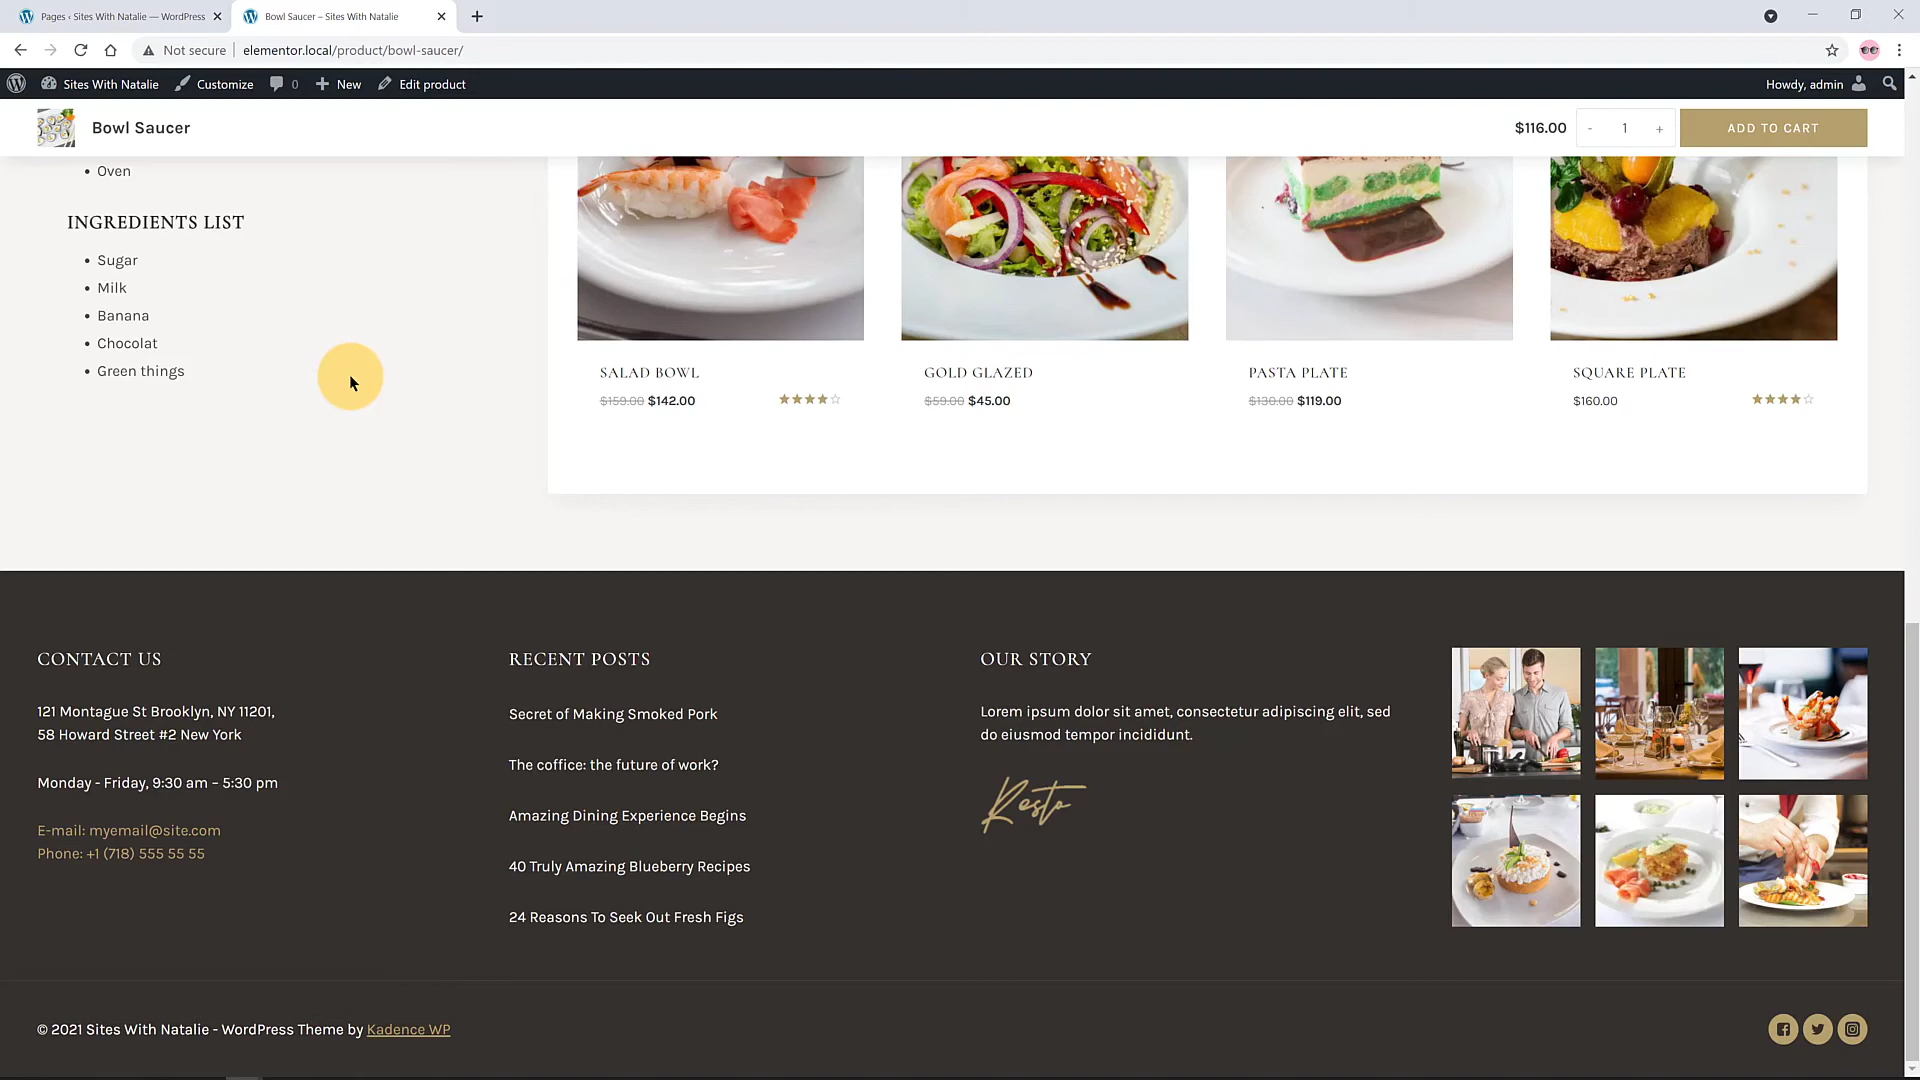 Pages ‹ Sites With Natalie — WordPress
Bowl Saucer – Sites With Natalie
Not secure
elementor.local/product/bowl-saucer/
Sites With Natalie
Customize
0
New
Edit product
Howdy, admin
Bowl Saucer
$116.00
- 1 +
ADD TO CART
• Oven
INGREDIENTS LIST
• Sugar
• Milk
• Banana
• Chocolat
• Green things
SALAD BOWL
$159.00 $142.00
GOLD GLAZED
$59.00 $45.00
PASTA PLATE
$130.00 $119.00
SQUARE PLATE
$160.00
CONTACT US
121 Montague St Brooklyn, NY 11201,
58 Howard Street #2 New York
Monday - Friday, 9:30 am – 5:30 pm
E-mail: myemail@site.com
Phone: +1 (718) 555 55 55
RECENT POSTS
Secret of Making Smoked Pork
The coffice: the future of work?
Amazing Dining Experience Begins
40 Truly Amazing Blueberry Recipes
24 Reasons To Seek Out Fresh Figs
OUR STORY
Lorem ipsum dolor sit amet, consectetur adipiscing elit, sed
do eiusmod tempor incididunt.
Resto
© 2021 Sites With Natalie - WordPress Theme by Kadence WP